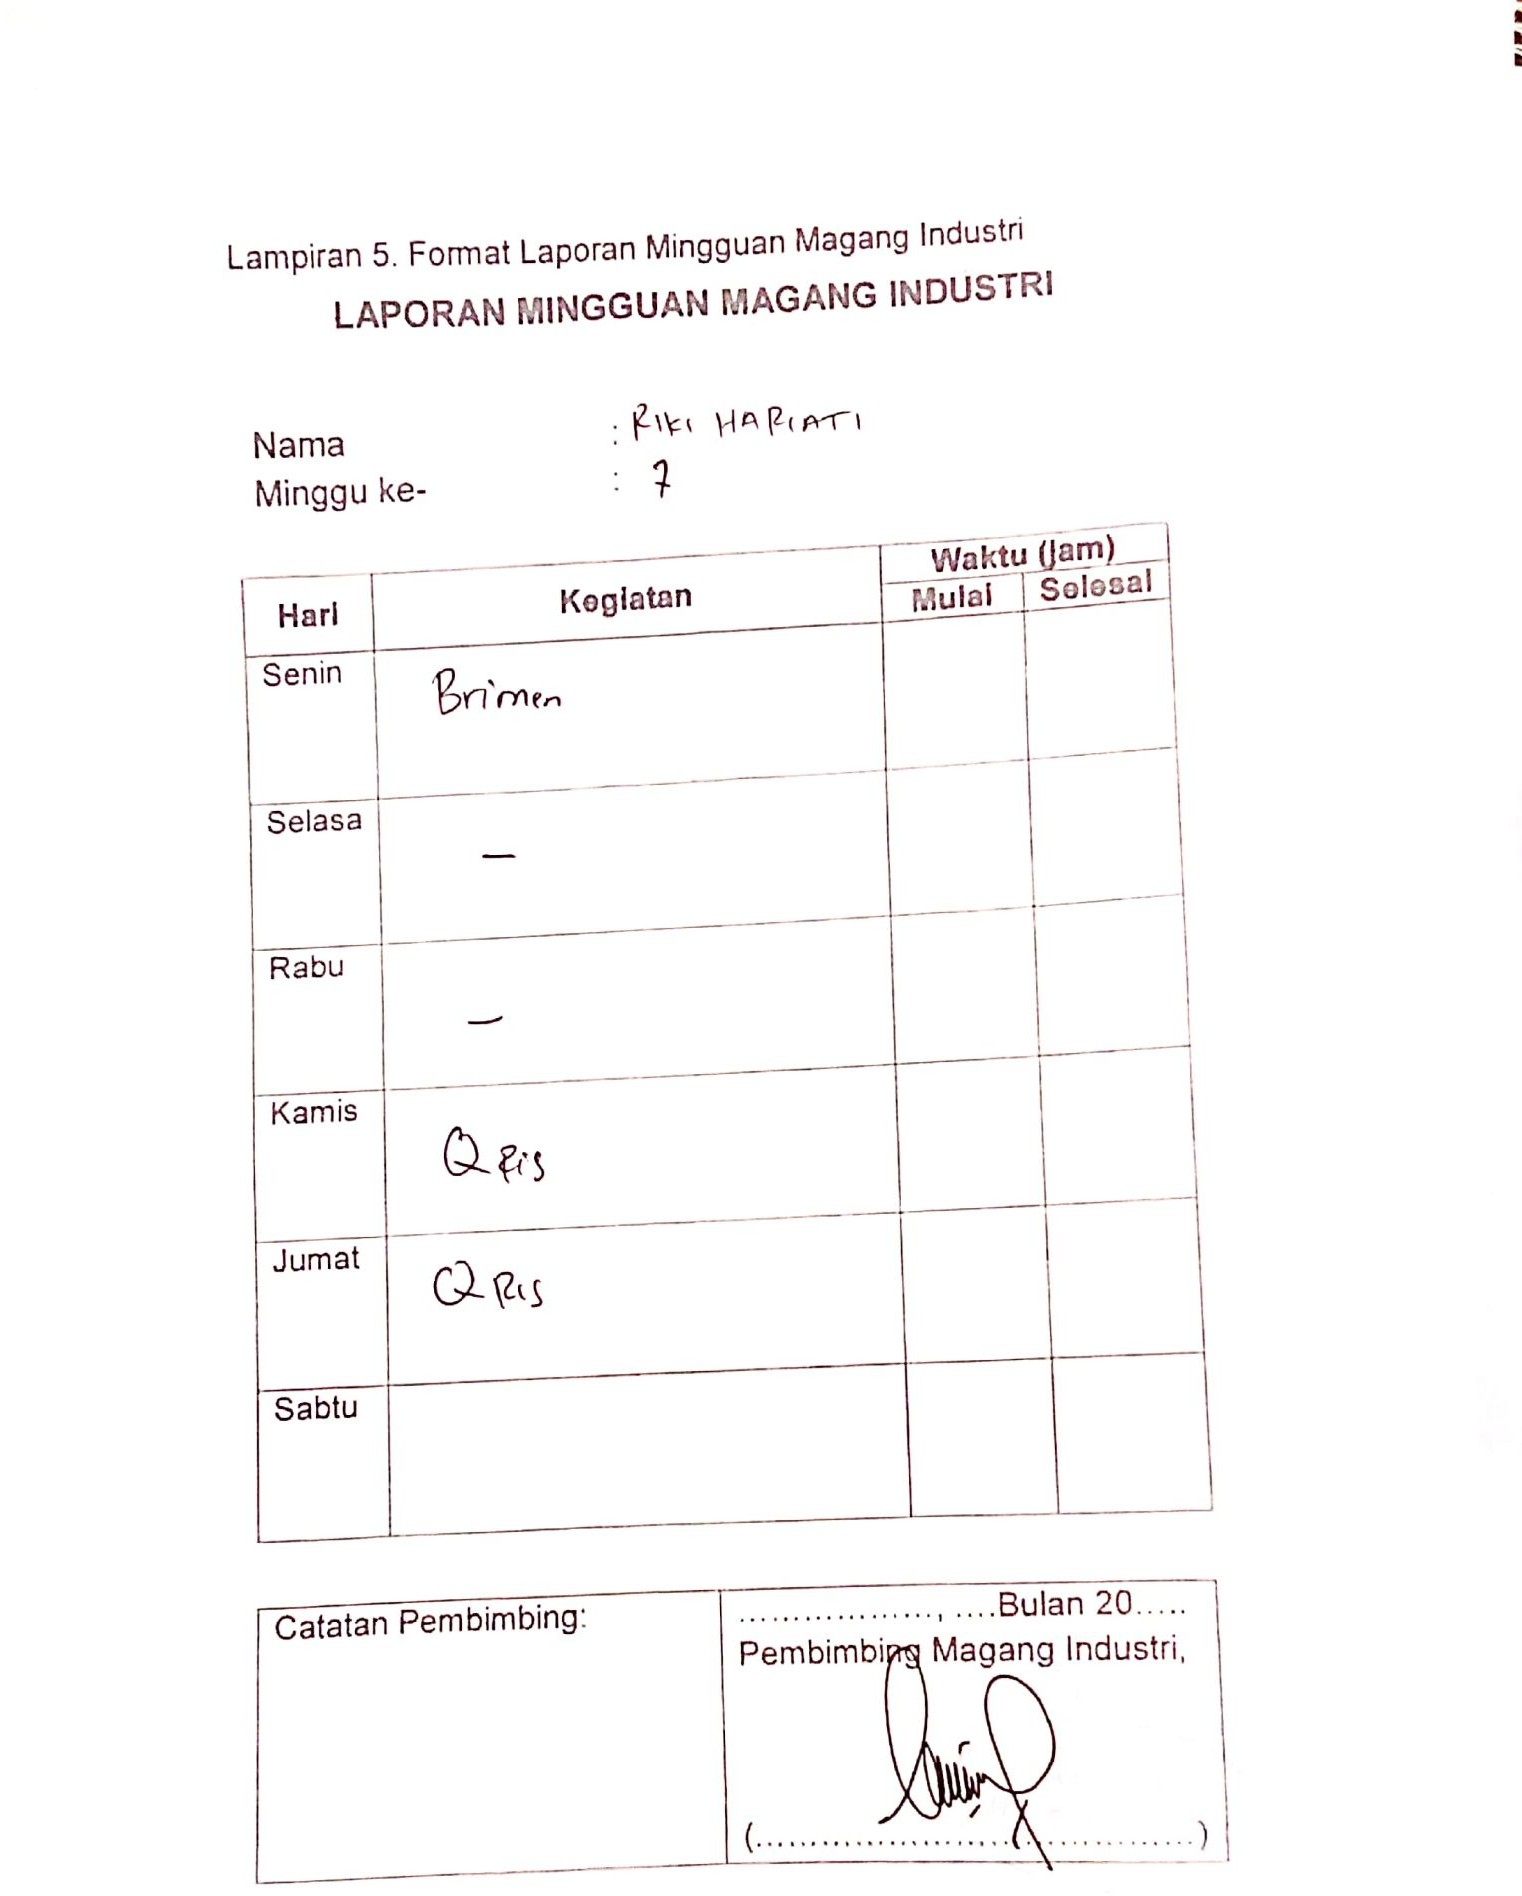 Lampiran 5. Format Laporan Mingguan Magang Industri
LAPORAN MINGGUAN MAGANG INDUSTRI
Nama : RIKI HARIATI
Minggu ke- : 7
Hari Kegiatan Waktu (Jam)
Mulai Selesai
Senin Brimen
Selasa –
Rabu –
Kamis QRis
Jumat QRis
Sabtu
Catatan Pembimbing:
..................., ....Bulan 20.....
Pembimbing Magang Industri,
(..........................................)